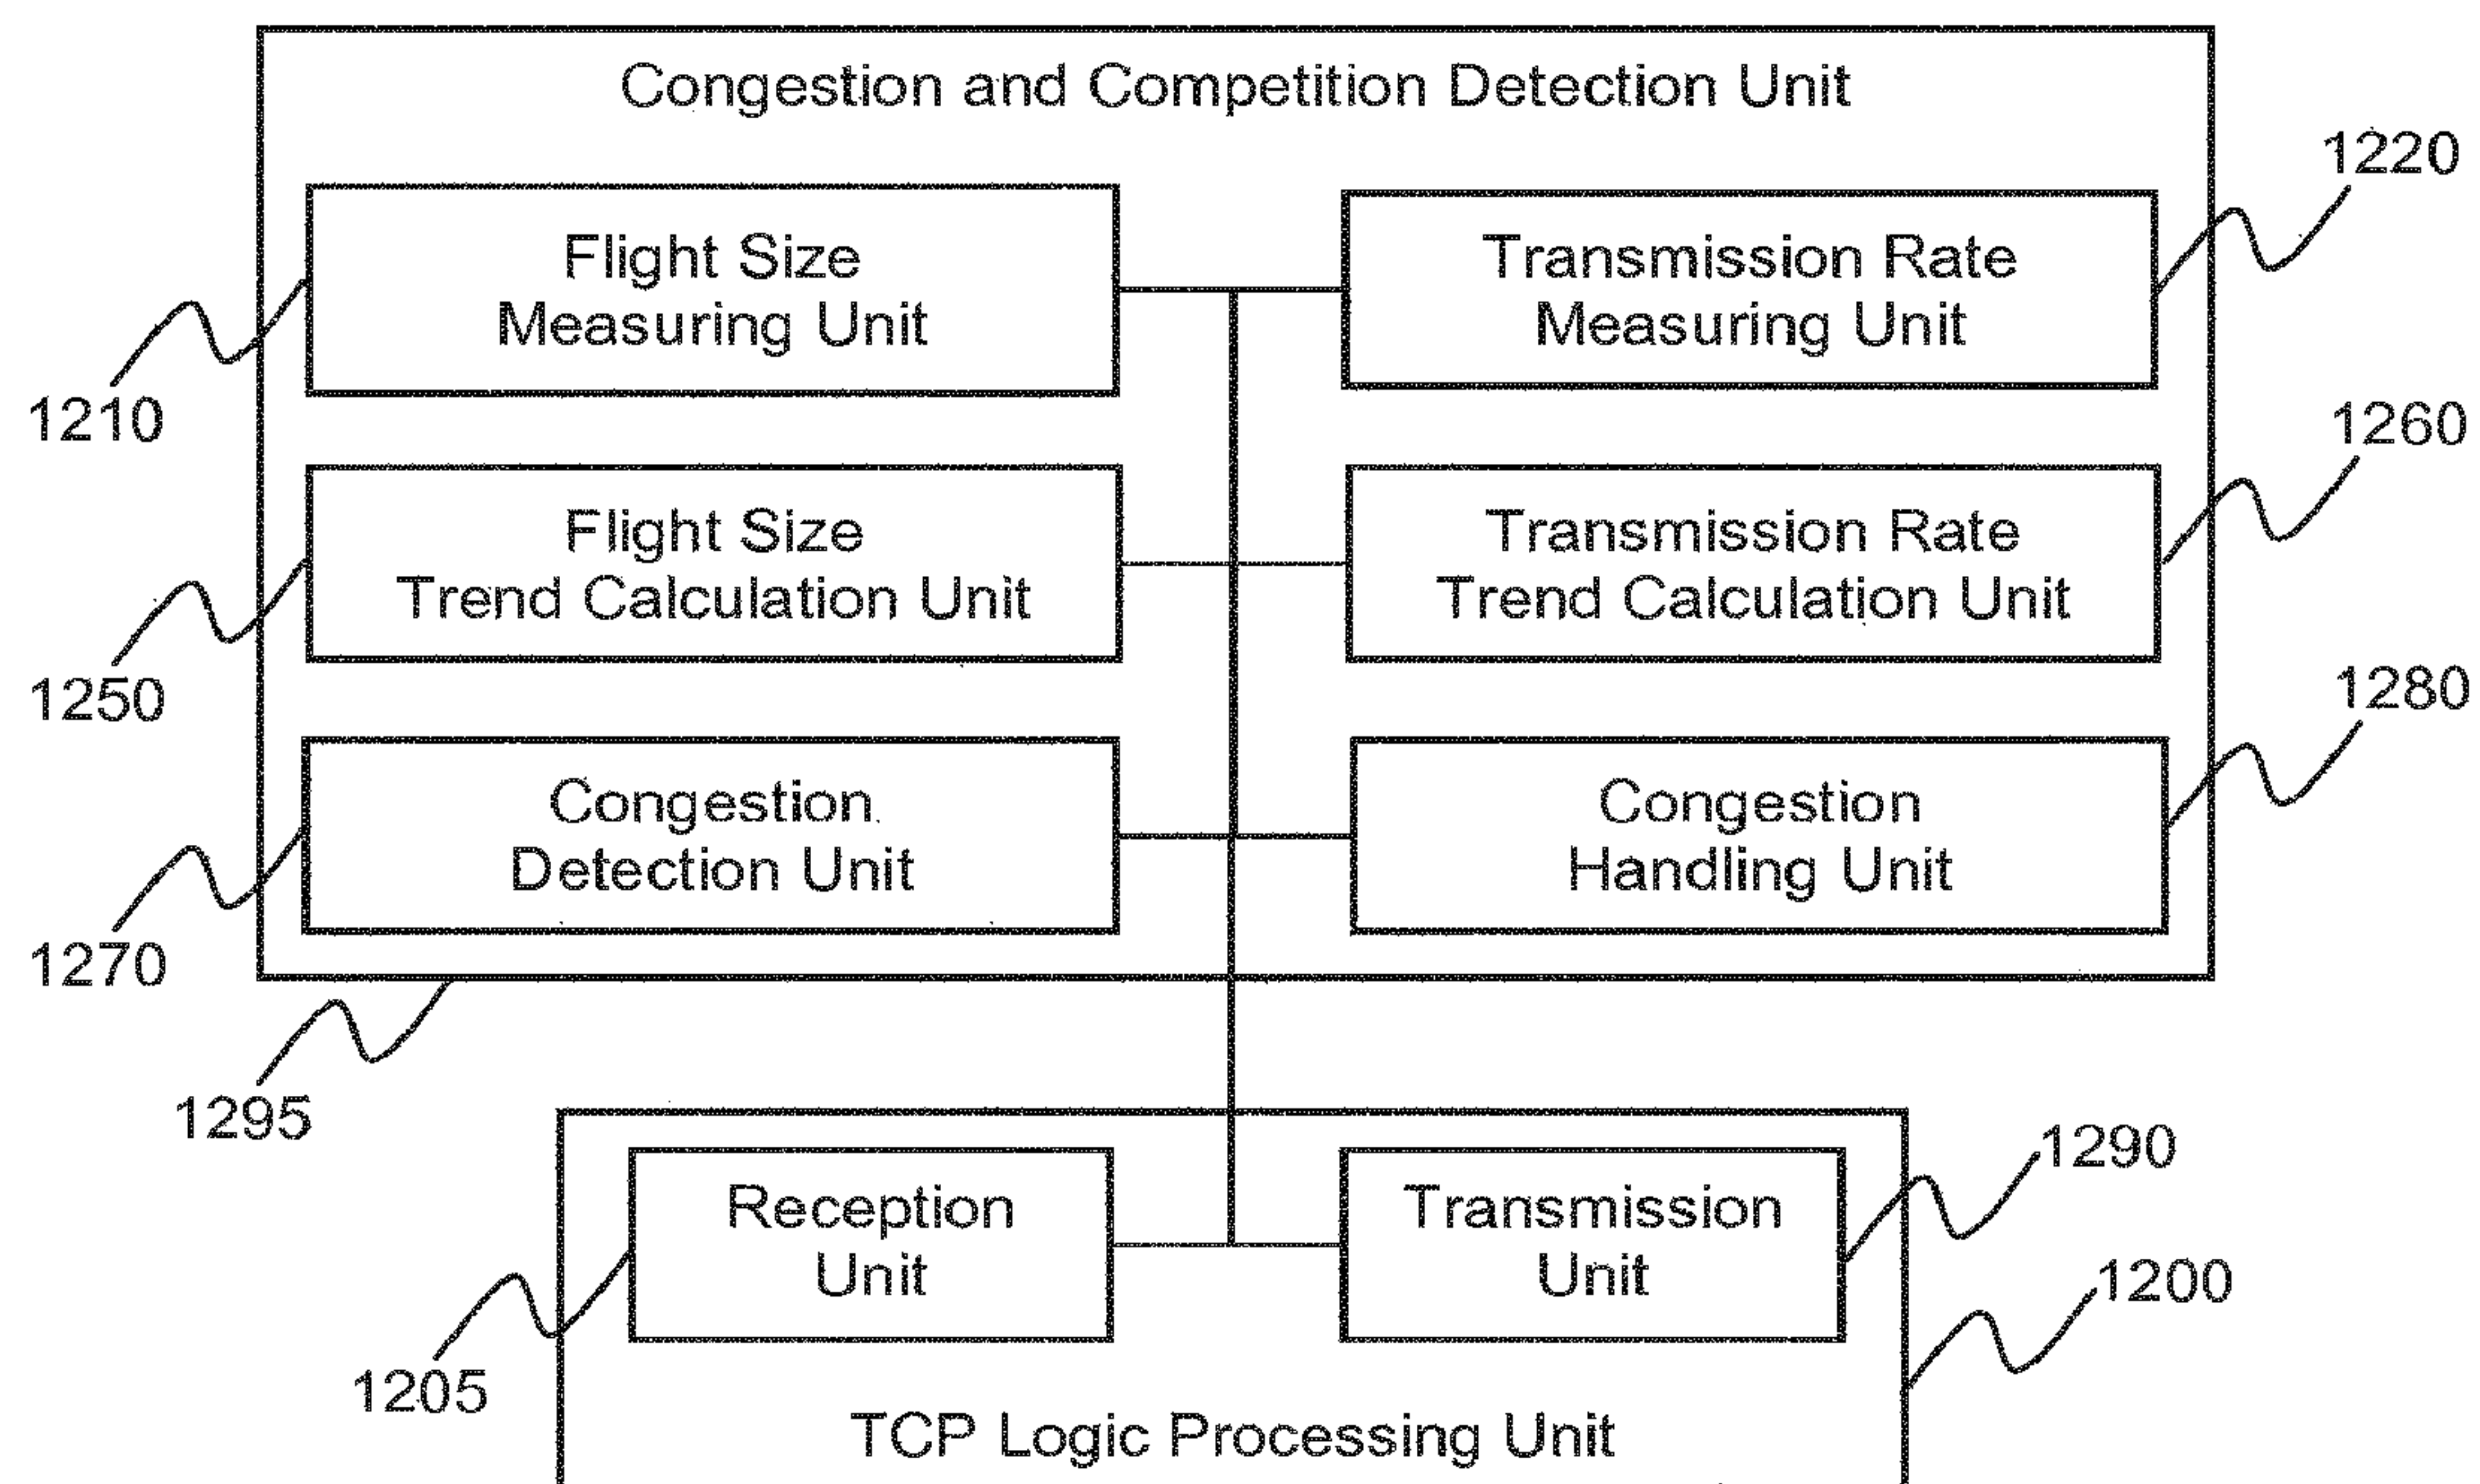 Congestion and Competition Detection Unit
1220
Flight Size
Measuring Unit
Transmission Rate
Measuring Unit
1210
1260
Flight Size
Trend Calculation Unit
Transmission Rate
Trend Calculation Unit
1250
1280
Congestion
Detection Unit
Congestion
Handling Unit
1270
1295
1290
Reception
Unit
Transmission
Unit
1200
1205
TCP Logic Processing Unit